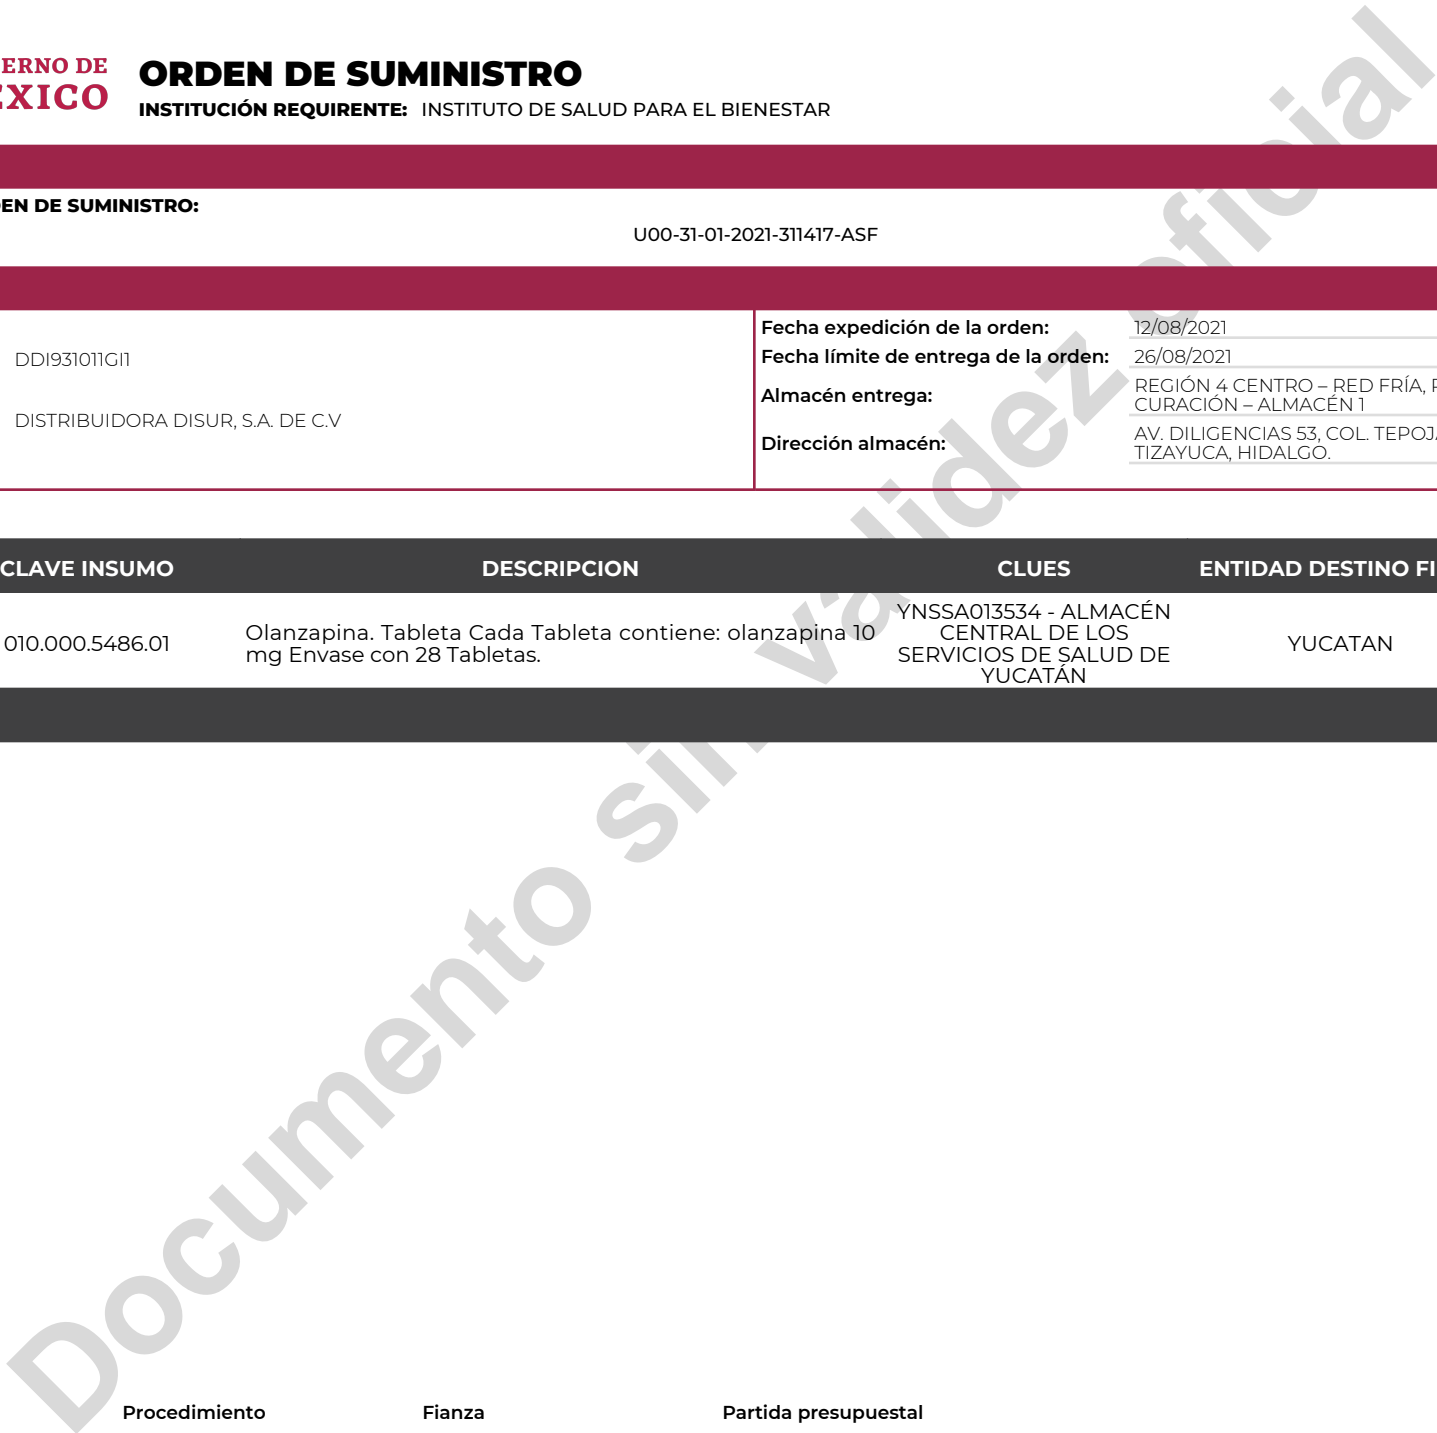 ERNO DE
XICO
ORDEN DE SUMINISTRO
INSTITUCIÓN REQUIRENTE: INSTITUTO DE SALUD PARA EL BIENESTAR
EN DE SUMINISTRO:
U00-31-01-2021-311417-ASF
DDI931011GI1
DISTRIBUIDORA DISUR, S.A. DE C.V
Fecha expedición de la orden: 12/08/2021
Fecha límite de entrega de la orden: 26/08/2021
Almacén entrega:
REGIÓN 4 CENTRO – RED FRÍA,
CURACIÓN – ALMACÉN 1
Dirección almacén:
AV. DILIGENCIAS 53, COL. TEPOJ
TIZAYUCA, HIDALGO.
CLAVE INSUMO DESCRIPCION CLUES ENTIDAD DESTINO FI
010.000.5486.01
Olanzapina. Tableta Cada Tableta contiene: olanzapina 10
mg Envase con 28 Tabletas.
YNSSA013534 - ALMACÉN
CENTRAL DE LOS
SERVICIOS DE SALUD DE
YUCATÁN
YUCATAN
Documento sin validez oficial
Procedimiento Fianza Partida presupuestal